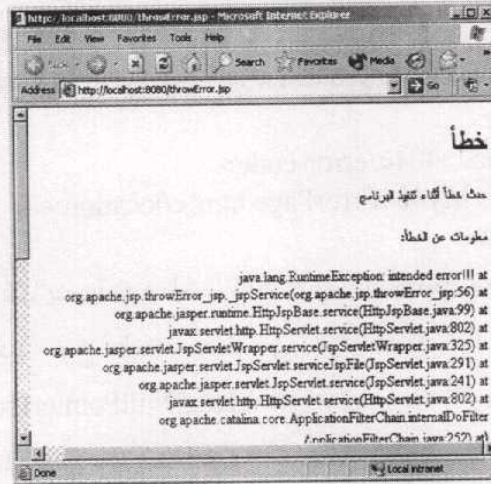 http://localhost:8080/throwError.jsp - Microsoft Internet Explorer
File Edit View Favorites Tools Help
Search Favorites Media
Address http://localhost:8080/throwError.jsp Go
خطأ
حدث خطأ أثناء تنفيذ البرنامج
معلومات عن الخطأ:
java.lang.RuntimeException: intended error!!! at
org.apache.jsp.throwError_jsp._jspService(org.apache.jsp.throwError_jsp:56) at
org.apache.jasper.runtime.HttpJspBase.service(HttpJspBase.java:99) at
javax.servlet.http.HttpServlet.service(HttpServlet.java:802) at
org.apache.jasper.servlet.JspServletWrapper.service(JspServletWrapper.java:325) at
org.apache.jasper.servlet.JspServlet.serviceJspFile(JspServlet.java:291) at
org.apache.jasper.servlet.JspServlet.service(JspServlet.java:241) at
javax.servlet.http.HttpServlet.service(HttpServlet.java:802) at
org.apache.catalina.core.ApplicationFilterChain.internalDoFilter
(ApplicationFilterChain.java:252) at
Done Local intranet